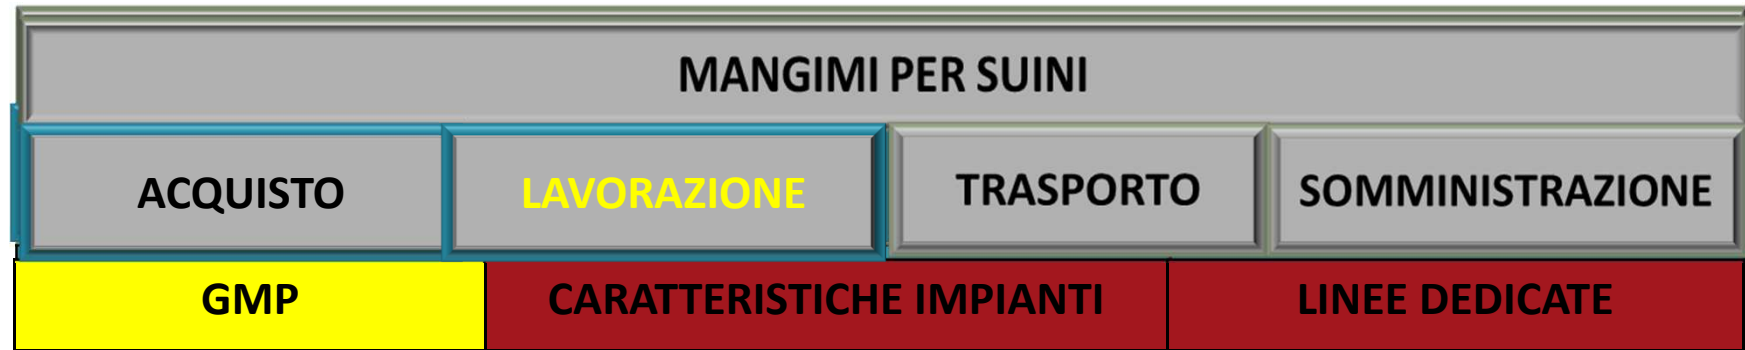 MANGIMI PER SUINI
ACQUISTO LAVORAZIONE TRASPORTO SOMMINISTRAZIONE
GMP CARATTERISTICHE IMPIANTI LINEE DEDICATE